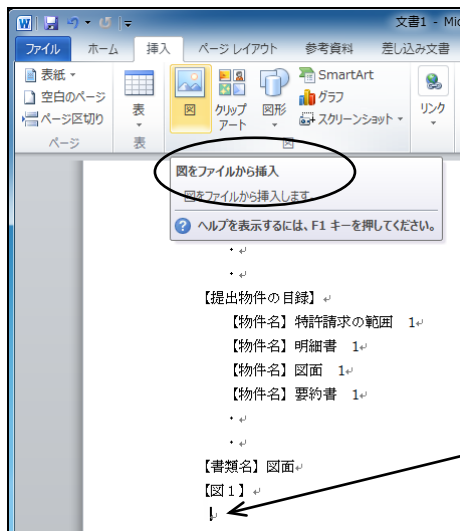 文書1 - Mic
ファイル ホーム 挿入 ページ レイアウト 参考資料 差し込み文書
表紙
空白のページ
ページ区切り
ページ
表
表
図
クリップ
アート
図形
SmartArt
グラフ
スクリーンショット
図
リンク
図をファイルから挿入
図をファイルから挿入します。
ヘルプを表示するには、F1 キーを押してください。
・
・
【提出物件の目録】
【物件名】特許請求の範囲 1
【物件名】明細書 1
【物件名】図面 1
【物件名】要約書 1
・
・
【書類名】図面
【図1】